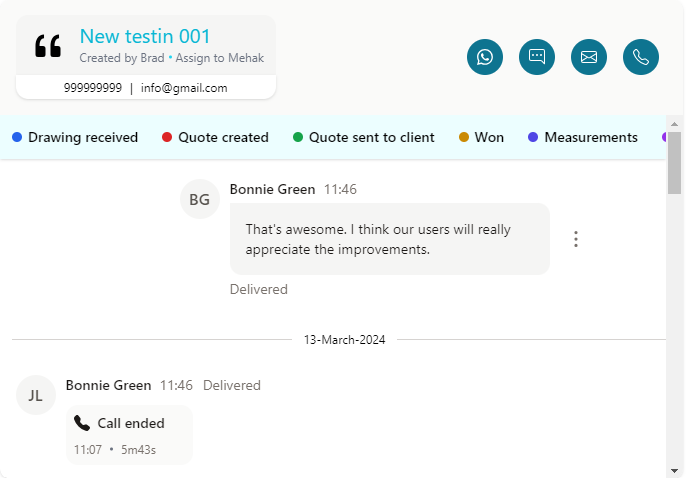 New testin 001
Created by Brad • Assign to Mehak
999999999 | info@gmail.com
Drawing received Quote created Quote sent to client Won Measurements
BG
Bonnie Green 11:46
That's awesome. I think our users will really
appreciate the improvements.
Delivered
13-March-2024
JL
Bonnie Green 11:46 Delivered
Call ended
11:07 • 5m43s